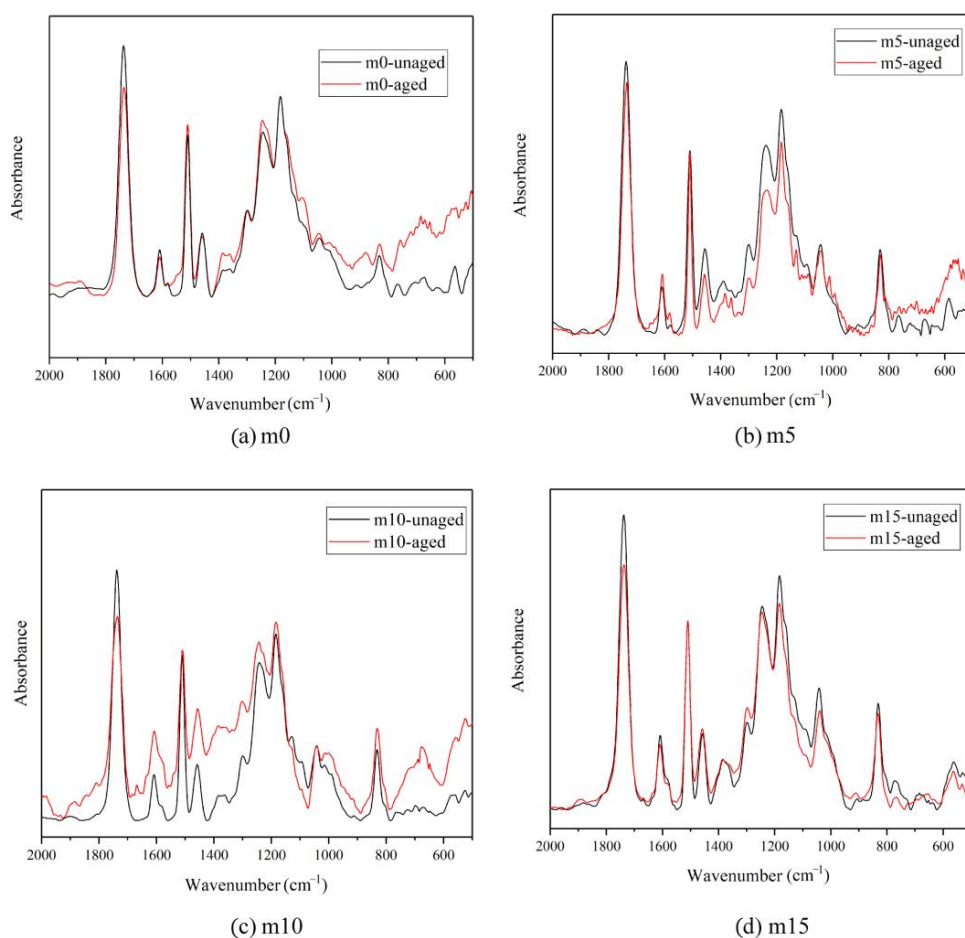 m0-unaged
m0-aged
Absorbance
2000 1800 1600 1400 1200 1000 800 600
Wavenumber (cm⁻¹)
(a) m0
m5-unaged
m5-aged
Absorbance
2000 1800 1600 1400 1200 1000 800 600
Wavenumber (cm⁻¹)
(b) m5
m10-unaged
m10-aged
Absorbance
2000 1800 1600 1400 1200 1000 800 600
Wavenumber (cm⁻¹)
(c) m10
m15-unaged
m15-aged
Absorbance
2000 1800 1600 1400 1200 1000 800 600
Wavenumber (cm⁻¹)
(d) m15